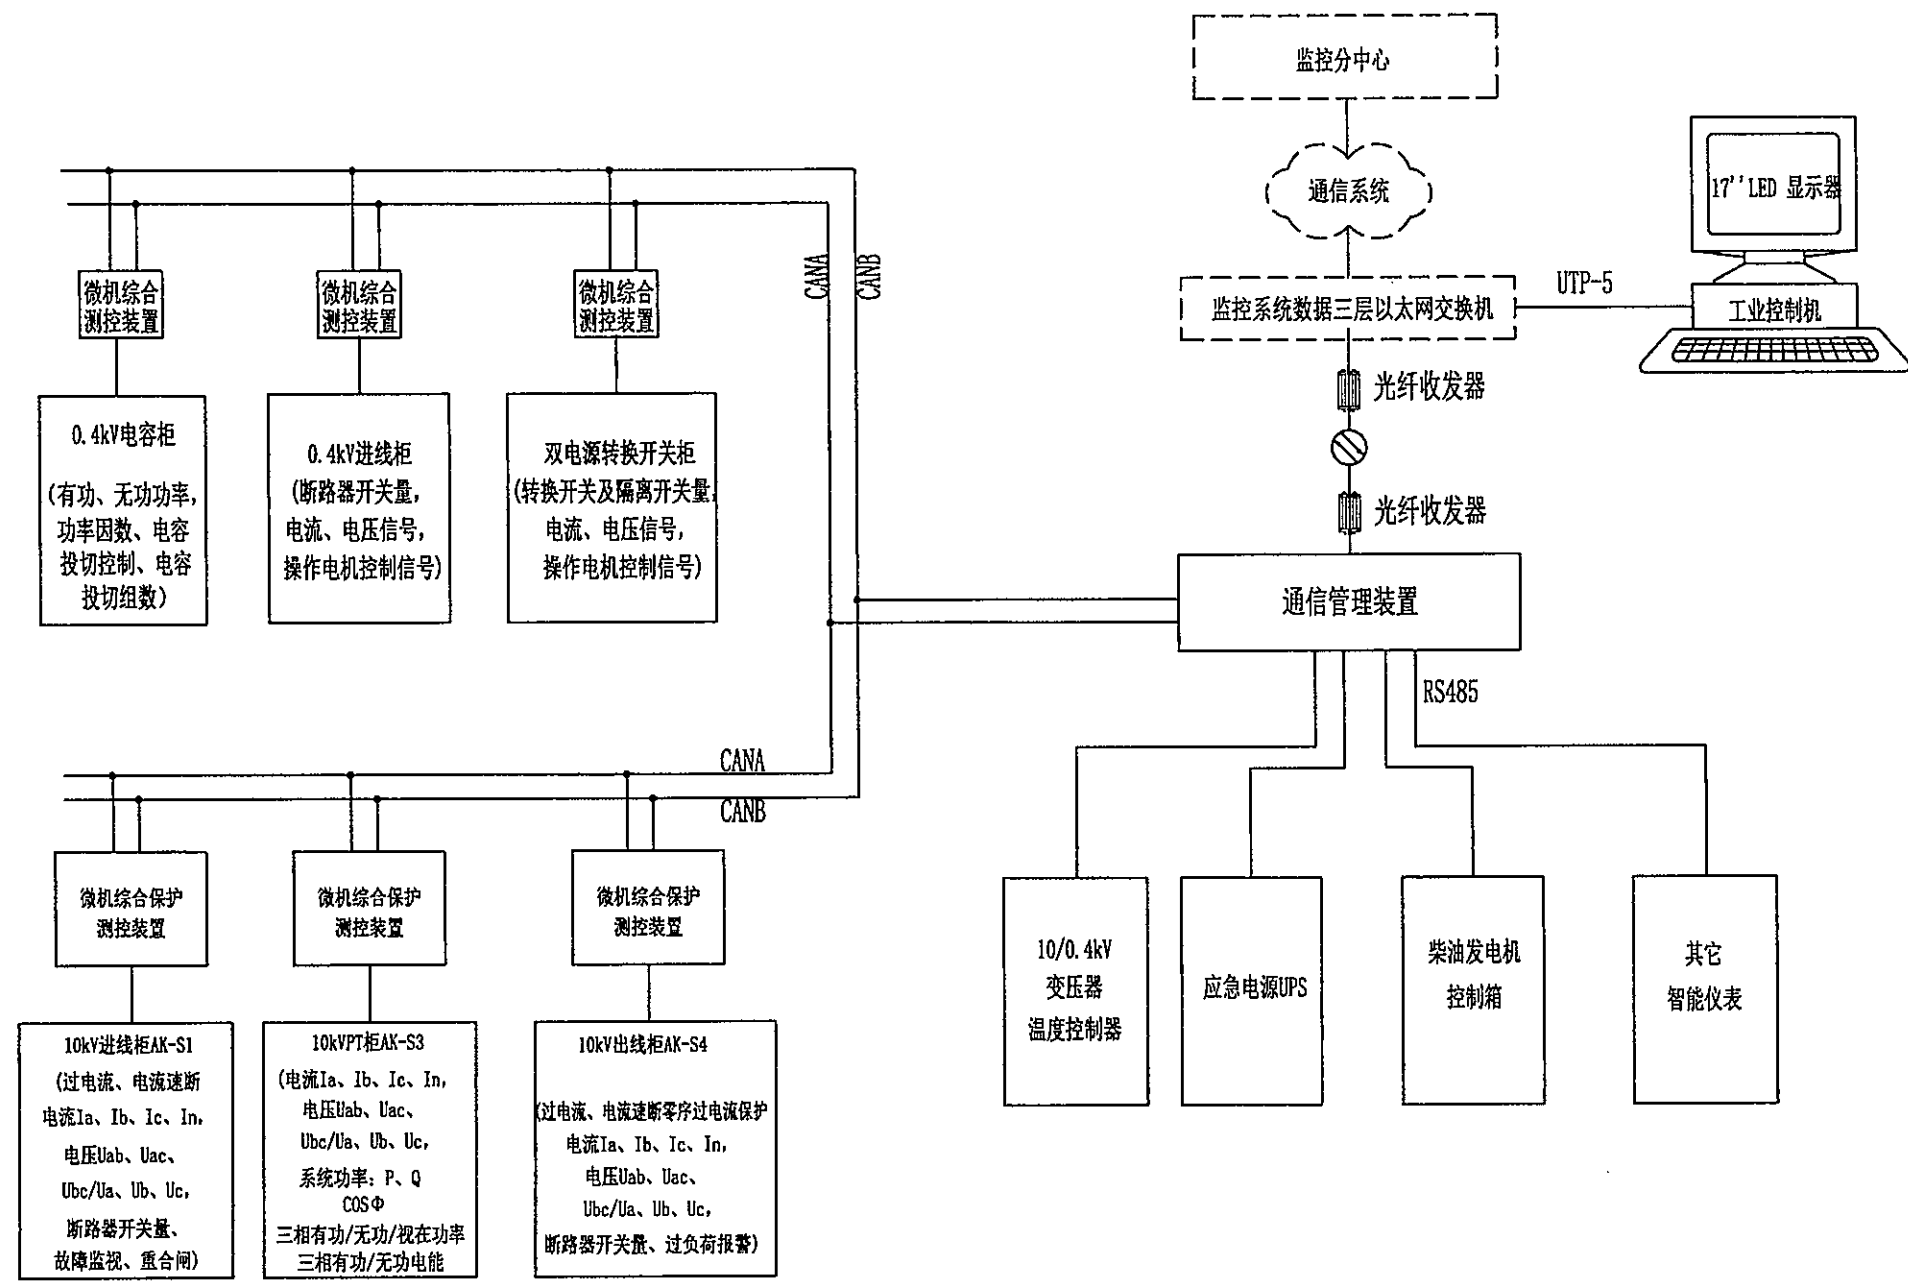 监控分中心
通信系统
17''LED 显示器
CANA
CANB
UTP-5
监控系统数据三层以太网交换机
工业控制机
微机综合
测控装置
微机综合
测控装置
微机综合
测控装置
光纤收发器
光纤收发器
0.4kV电容柜
(有功、无功功率,
功率因数、电容
投切控制、电容
投切组数)
0.4kV进线柜
(断路器开关量,
电流、电压信号,
操作电机控制信号)
双电源转换开关柜
(转换开关及隔离开关量,
电流、电压信号,
操作电机控制信号)
通信管理装置
RS485
CANA
CANB
微机综合保护
测控装置
微机综合保护
测控装置
微机综合保护
测控装置
10/0.4kV
变压器
温度控制器
应急电源UPS
柴油发电机
控制箱
其它
智能仪表
10kV进线柜AK-S1
(过电流、电流速断
电流Ia、Ib、Ic、In,
电压Uab、Uac、
Ubc/Ua、Ub、Uc,
断路器开关量、
故障监视、重合闸)
10kVPT柜AK-S3
(电流Ia、Ib、Ic、In,
电压Uab、Uac、
Ubc/Ua、Ub、Uc,
系统功率: P、Q
COSΦ
三相有功/无功/视在功率
三相有功/无功电能
10kV出线柜AK-S4
(过电流、电流速断零序过电流保护
电流Ia、Ib、Ic、In,
电压Uab、Uac、
Ubc/Ua、Ub、Uc,
断路器开关量、过负荷报警)